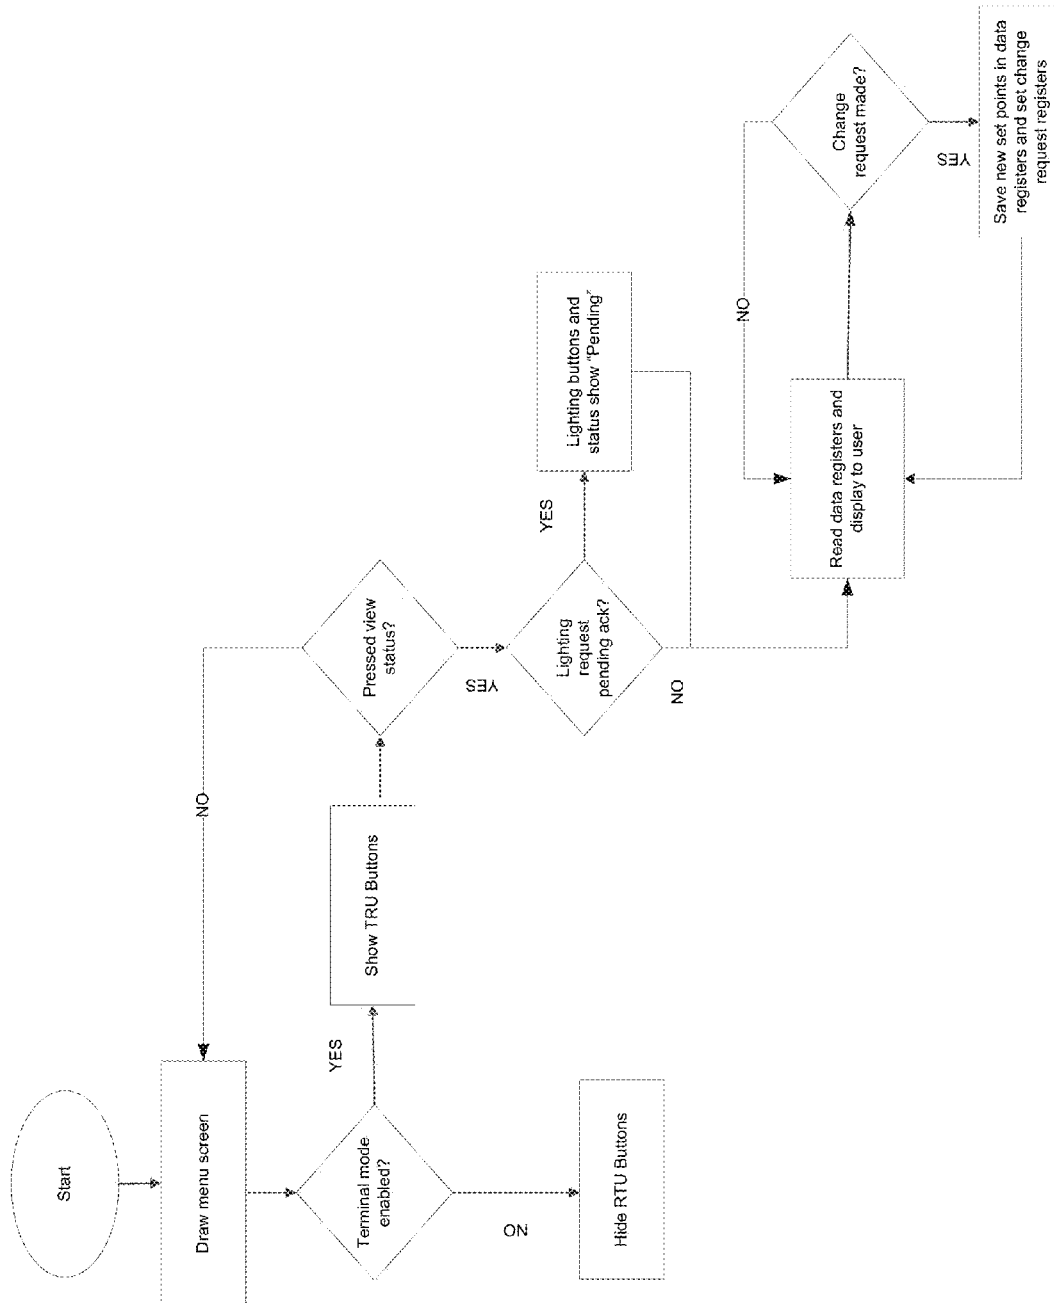 Start
Draw menu screen
Terminal mode
enabled?
YES
NO
Hide RTU Buttons
Show TRU Buttons
Pressed view
status?
NO
YES
Lighting
request
pending ack?
YES
NO
Lighting buttons and
status show "Pending"
Read data registers and
display to user
Change
request made?
NO
YES
Save new set points in data
registers and set change
request registers